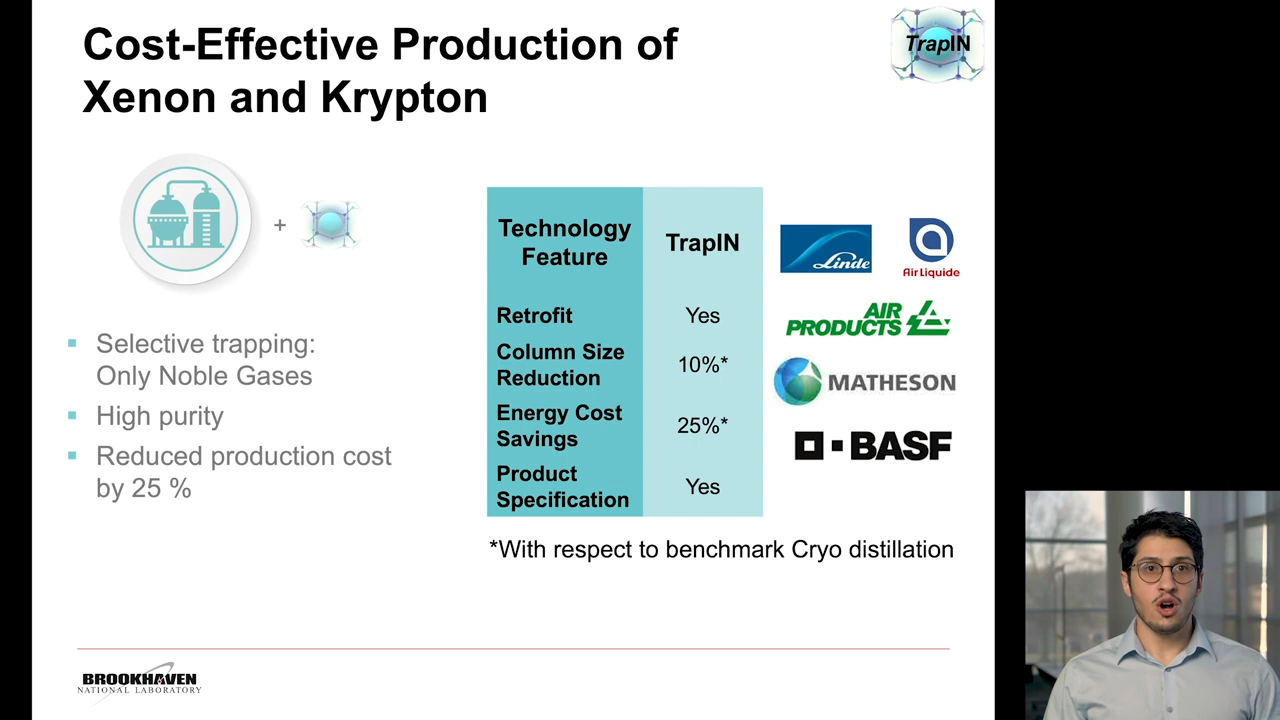 Cost-Effective Production of
Xenon and Krypton
TrapIN
+
Selective trapping:
Only Noble Gases
High purity
Reduced production cost
by 25 %
Technology
Feature
TrapIN
Retrofit
Yes
Column Size
Reduction
10%*
Energy Cost
Savings
25%*
Product
Specification
Yes
Linde
Air Liquide
AIR
PRODUCTS
MATHESON
BASF
*With respect to benchmark Cryo distillation
BROOKHAVEN
NATIONAL LABORATORY